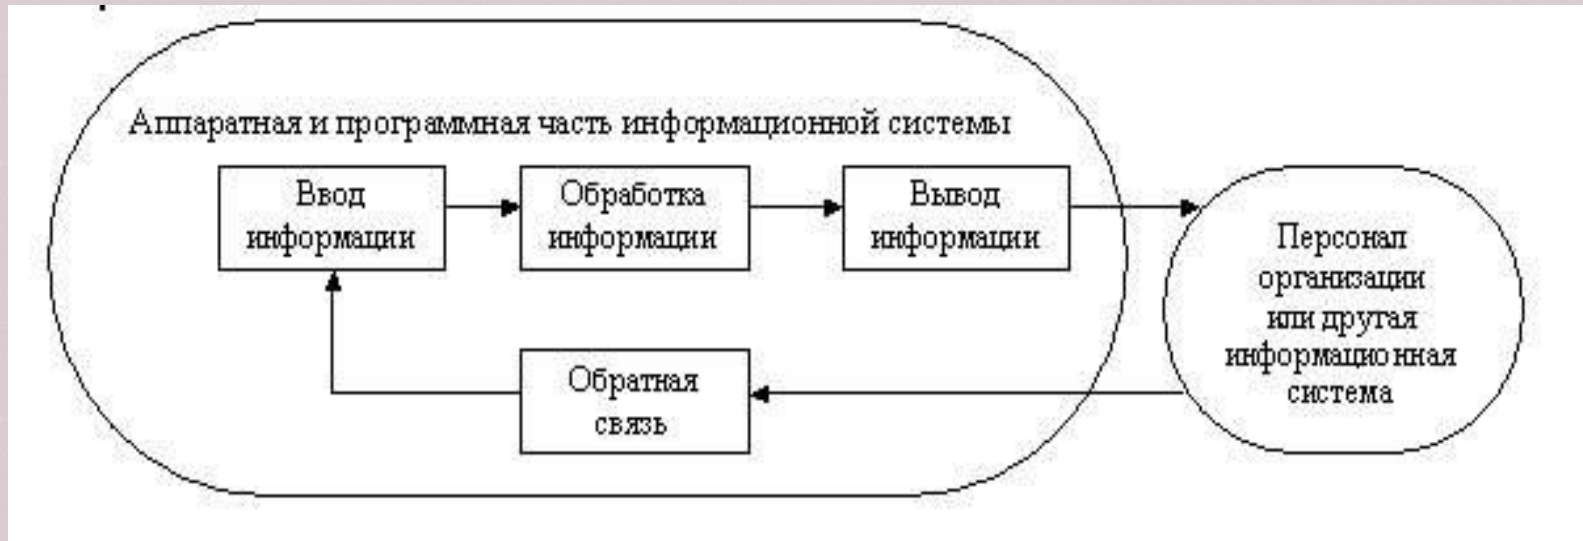 Аппаратная и программная часть информационной системы
Ввод
информации
Обработка
информации
Вывод
информации
Персонал
организации
или другая
информационная
система
Обратная
связь